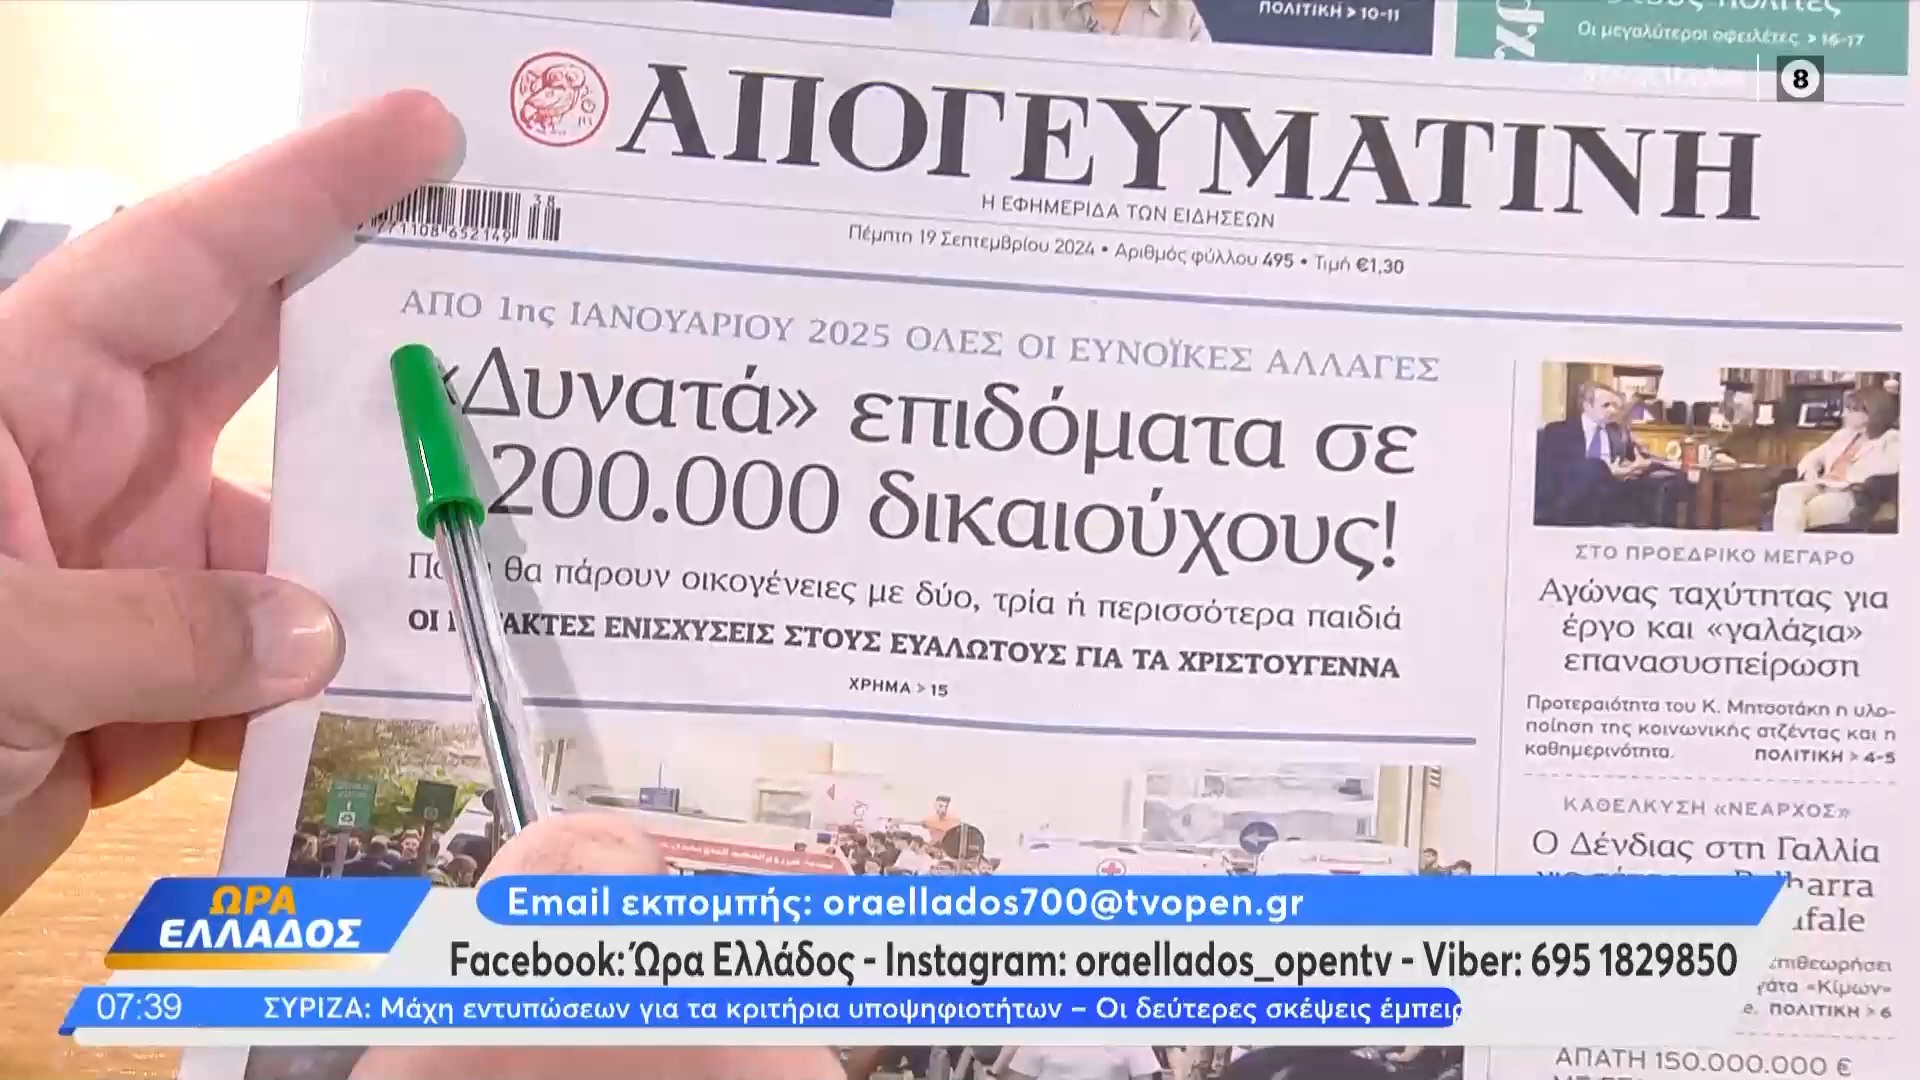 ΠΟΛΙΤΙΚΗ > 10-11
Οι μεγαλύτεροι οφειλέτες > 16-17
8
ΑΠΟΓΕΥΜΑΤΙΝΗ
Η ΕΦΗΜΕΡΙΔΑ ΤΩΝ ΕΙΔΗΣΕΩΝ
38
771108 652149
Πέμπτη 19 Σεπτεμβρίου 2024 • Αριθμός φύλλου 495 • Τιμή €1,30
ΑΠΟ 1ης ΙΑΝΟΥΑΡΙΟΥ 2025 ΟΛΕΣ ΟΙ ΕΥΝΟΪΚΕΣ ΑΛΛΑΓΕΣ
«Δυνατά» επιδόματα σε
200.000 δικαιούχους!
θα πάρουν οικογένειες με δύο, τρία ή περισσότερα παιδιά
ΟΙ ΕΝΙΣΧΥΣΕΙΣ ΣΤΟΥΣ ΕΥΑΛΩΤΟΥΣ ΓΙΑ ΤΑ ΧΡΙΣΤΟΥΓΕΝΝΑ
ΧΡΗΜΑ > 15
ΣΤΟ ΠΡΟΕΔΡΙΚΟ ΜΕΓΑΡΟ
Αγώνας ταχύτητας για
έργο και «γαλάζια»
επανασυσπείρωση
Προτεραιότητα του Κ. Μητσοτάκη η υλο-
ποίηση της κοινωνικής ατζέντας και η
καθημερινότητα. ΠΟΛΙΤΙΚΗ > 4-5
ΚΑΘΕΛΚΥΣΗ «ΝΕΑΡΧΟΣ»
Ο Δένδιας στη Γαλλία
«Κίμων»
ΠΟΛΙΤΙΚΗ > 6
ΑΠΑΤΗ 150.000.000 €
ΩΡΑ
ΕΛΛΑΔΟΣ
Email εκπομπής: oraellados700@tvopen.gr
Facebook: Ώρα Ελλάδος - Instagram: oraellados_opentv - Viber: 695 1829850
07:39
ΣΥΡΙΖΑ: Μάχη εντυπώσεων για τα κριτήρια υποψηφιοτήτων – Οι δεύτερες σκέψεις έμπει